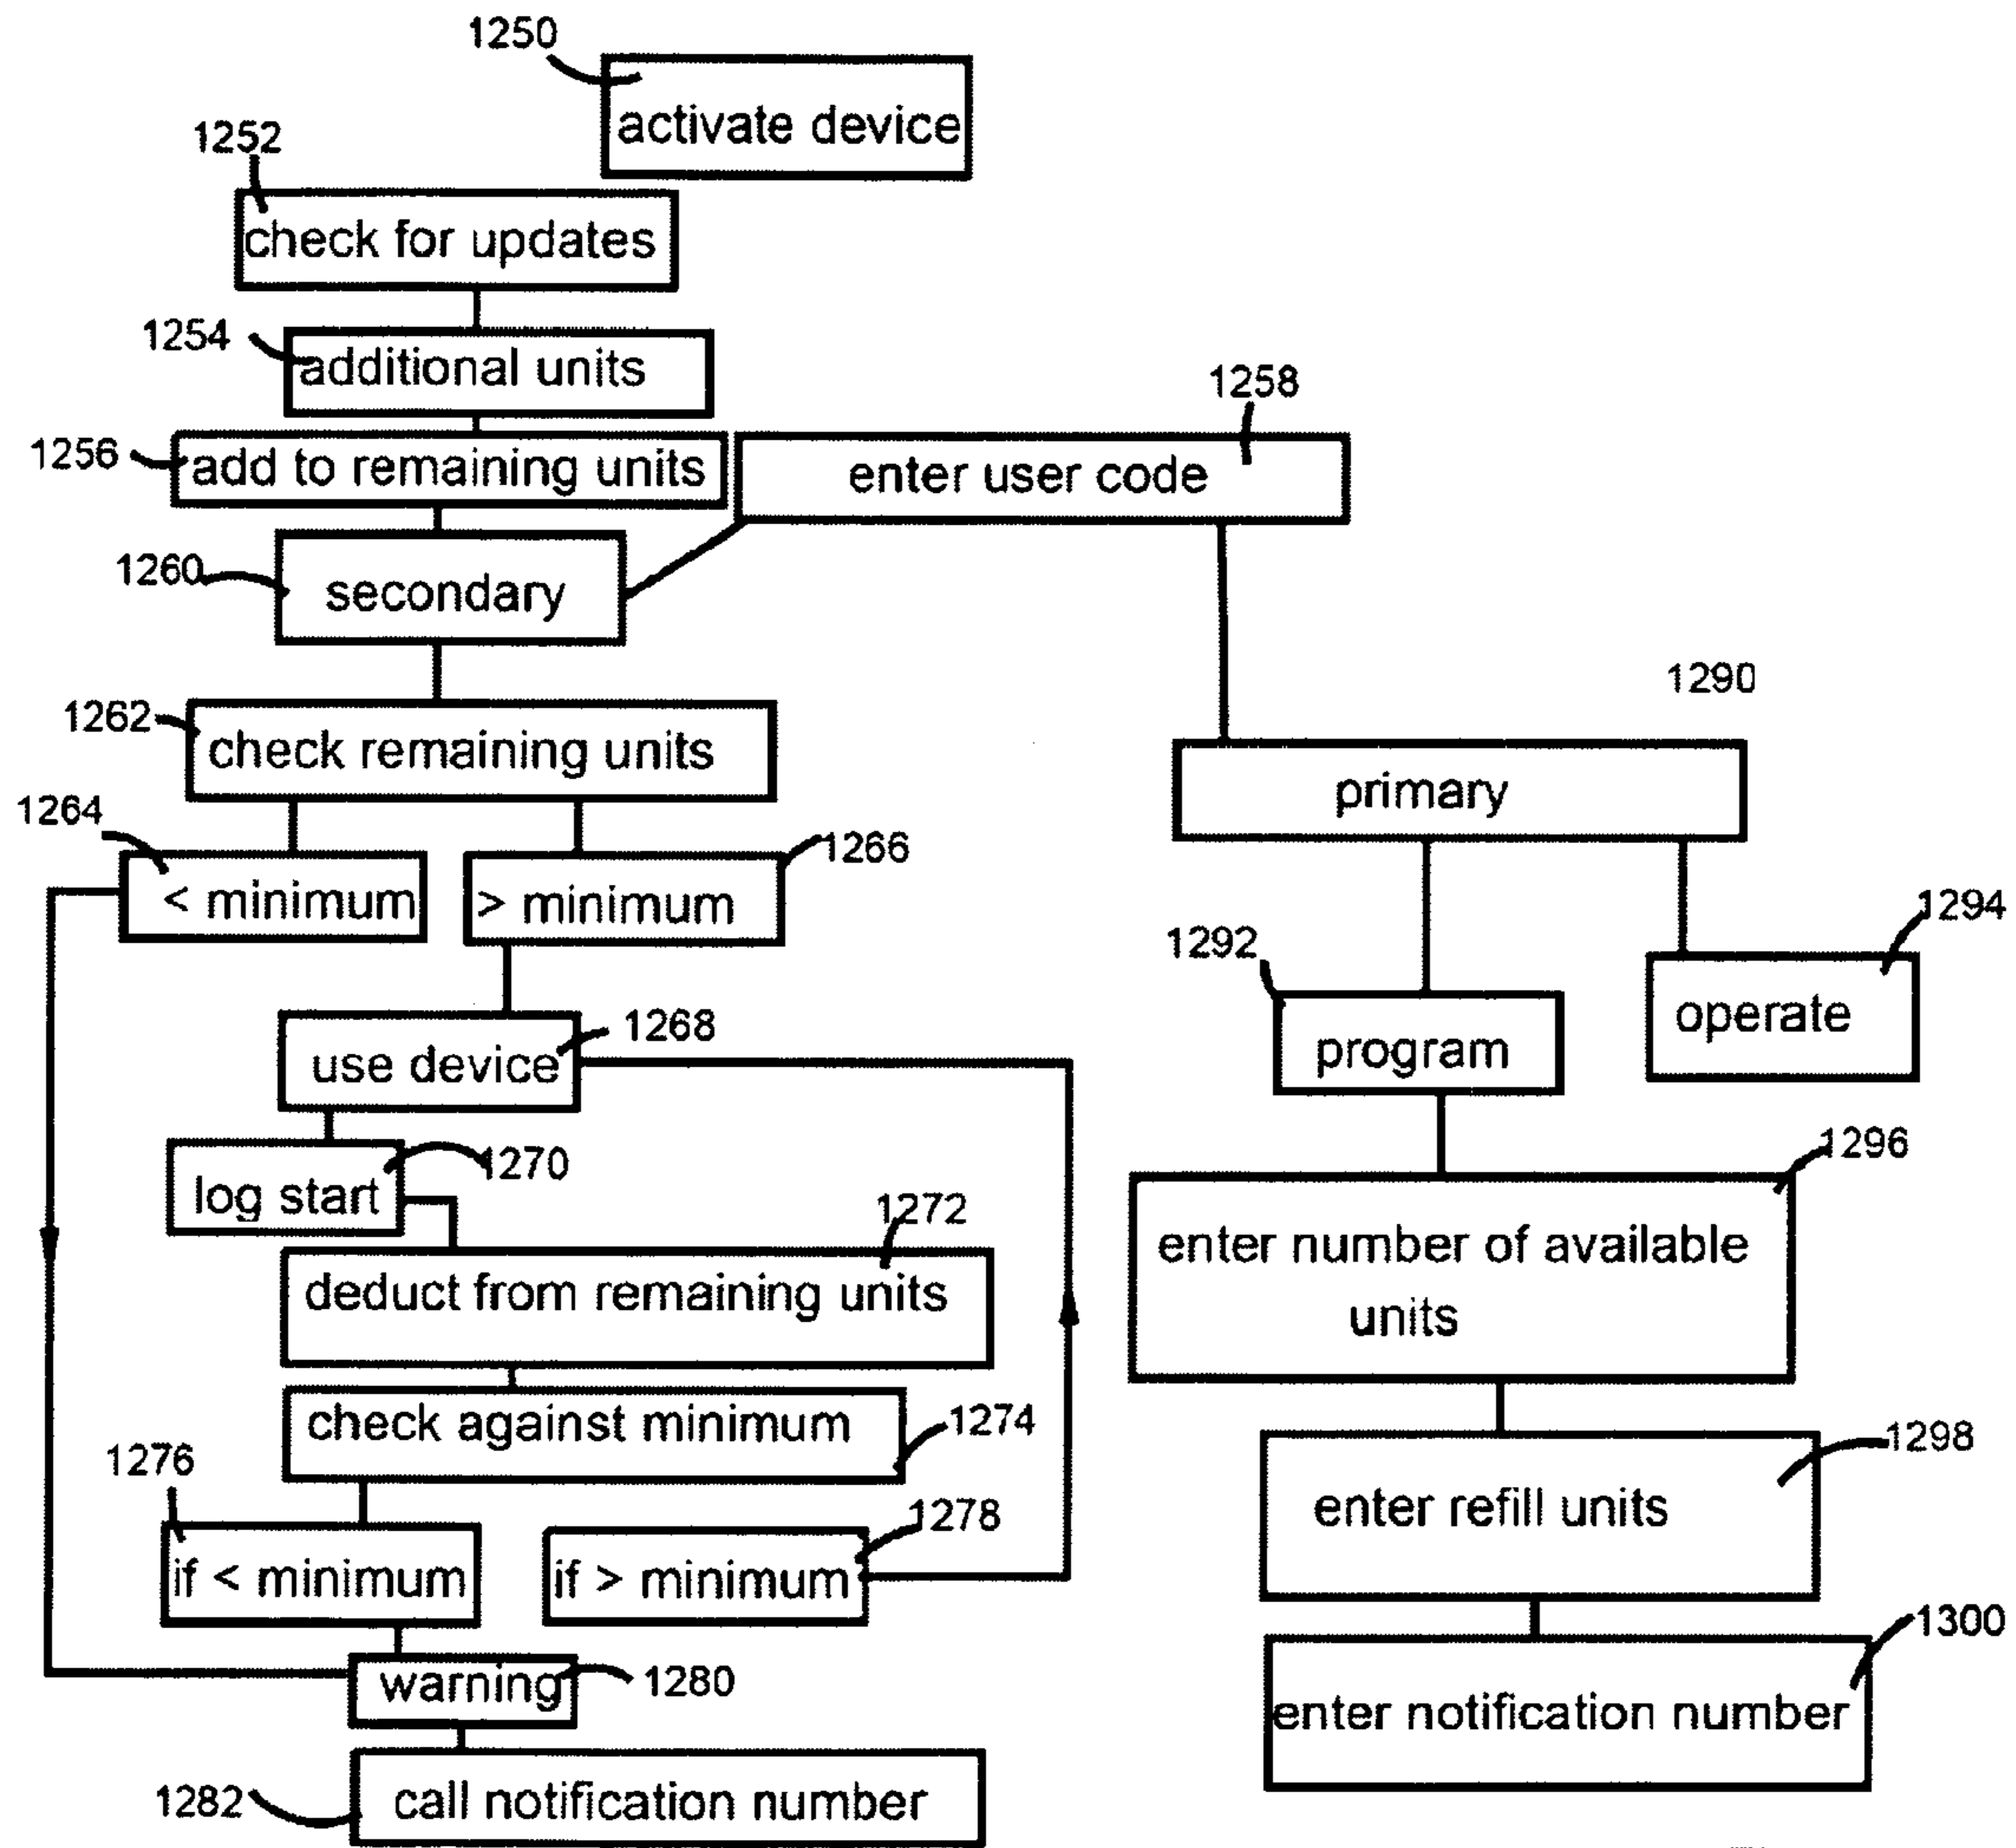 1250
activate device
1252
check for updates
1254
additional units
1256
add to remaining units
1258
enter user code
1260
secondary
1262
check remaining units
1264
< minimum
1266
> minimum
1268
use device
1270
log start
1272
deduct from remaining units
1274
check against minimum
1276
if < minimum
1278
if > minimum
1280
warning
1282
call notification number
1290
primary
1292
program
1294
operate
1296
enter number of available
units
1298
enter refill units
1300
enter notification number